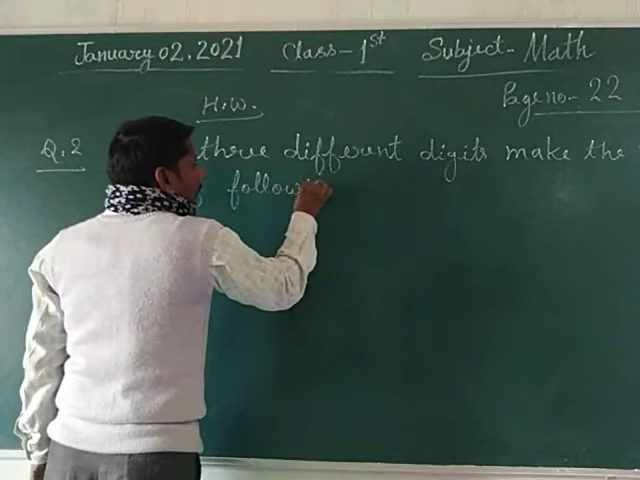 January 02, 2021 Class- 1st Subject- Math
Page no- 22
H.W.
Q.2 three different digits make the
follow